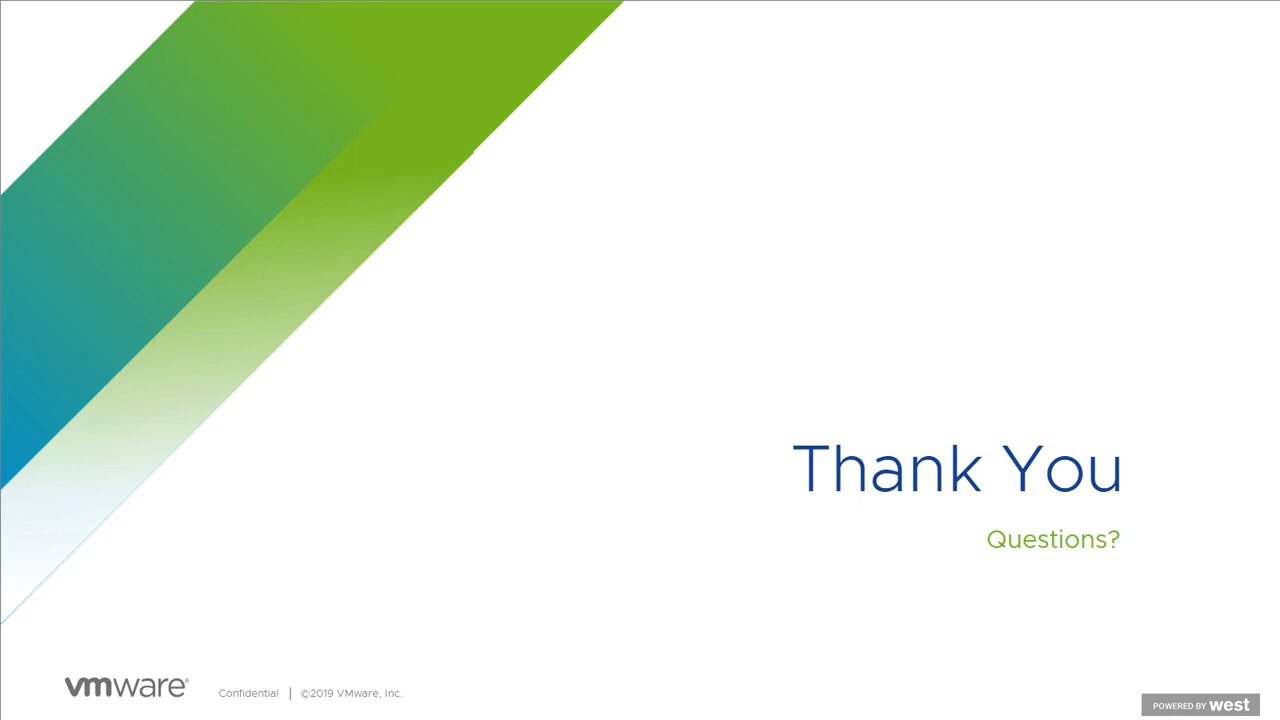 Thank You
Questions?
vmware®
Confidential | ©2019 VMware, Inc.
POWERED BY west